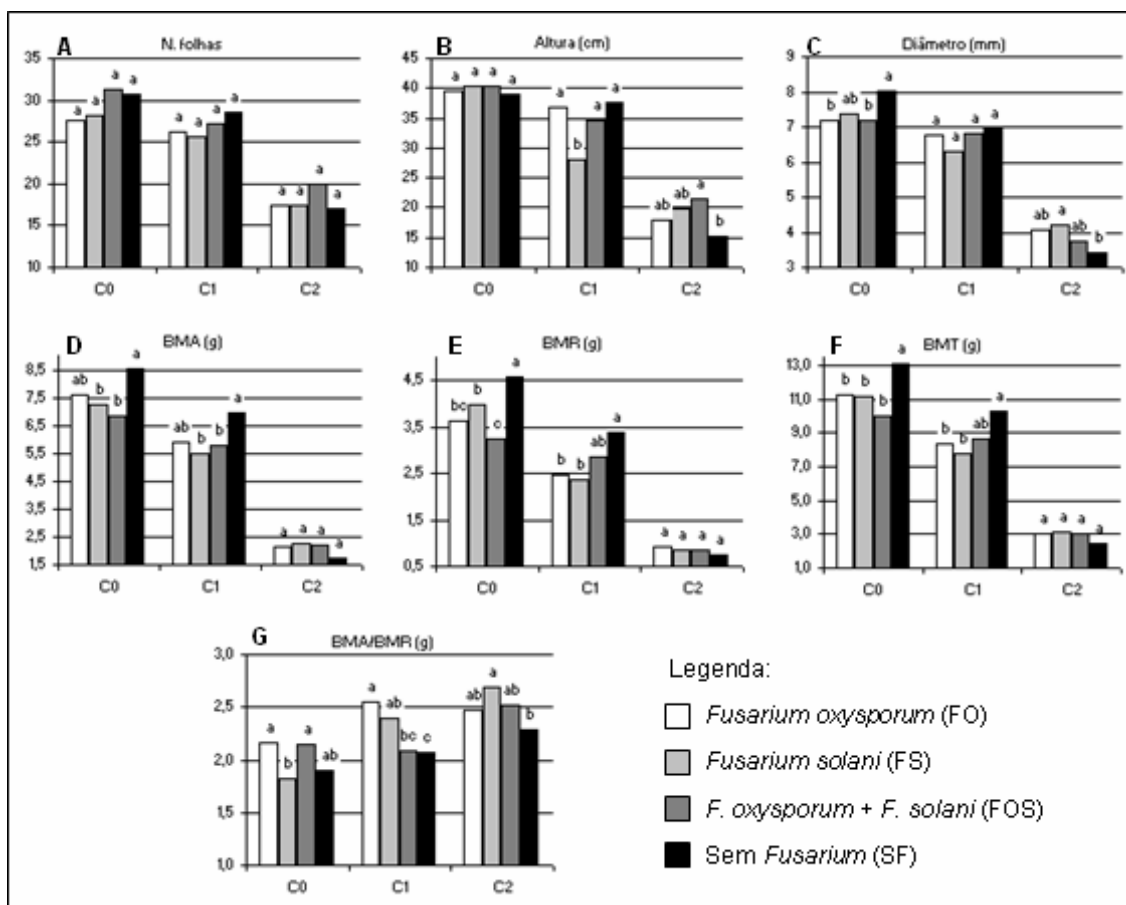 A
N. folhas
35
30
25
20
15
10
a a a a
a a a a
a a a a
C0 C1 C2
B
Altura (cm)
45
40
35
30
25
20
15
10
a a a a
a b a a
ab ab a b
C0 C1 C2
C
Diâmetro (mm)
9
8
7
6
5
4
3
b ab b a
a a a a
ab a ab b
C0 C1 C2
D
BMA (g)
8,5
7,5
6,5
5,5
4,5
3,5
2,5
1,5
ab b b a
ab b b a
a a a a
C0 C1 C2
E
BMR (g)
4,5
3,5
2,5
1,5
0,5
bc b c a
b b ab a
a a a a
C0 C1 C2
F
BMT (g)
13,0
11,0
9,0
7,0
5,0
3,0
1,0
b b b a
b b ab a
a a a a
C0 C1 C2
G
BMA/BMR (g)
3,0
2,5
2,0
1,5
1,0
a b a ab
a ab bc c
ab a ab b
C0 C1 C2
Legenda:
Fusarium oxysporum (FO)
Fusarium solani (FS)
F. oxysporum + F. solani (FOS)
Sem Fusarium (SF)